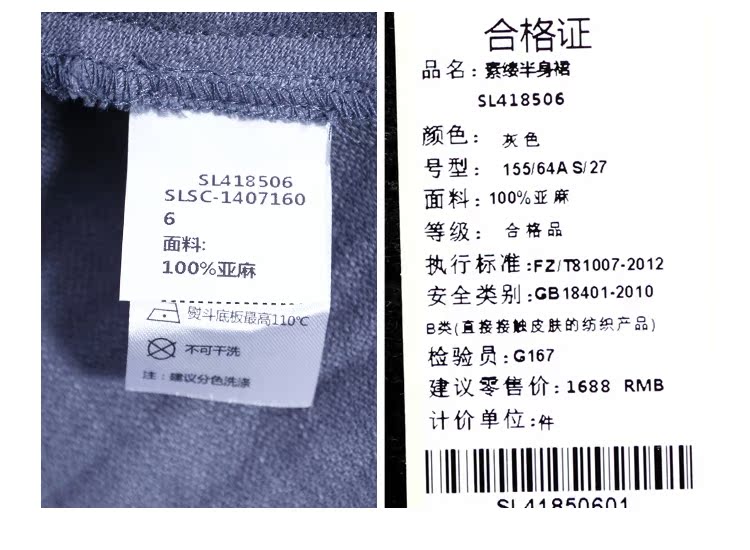 SL418506
SLSC-1407160
6
面料:
100%亚麻
熨斗底板最高110℃
不可干洗
注：建议分色洗涤
合格证
品名：素缕半身裙
SL418506
颜色： 灰色
号型： 155/64A S/27
面料：100%亚麻
等级： 合格品
执行标准:FZ/T81007-2012
安全类别:GB18401-2010
B类(直接接触皮肤的纺织产品)
检验员:G167
建议零售价:1688 RMB
计价单位:件
SL41850601